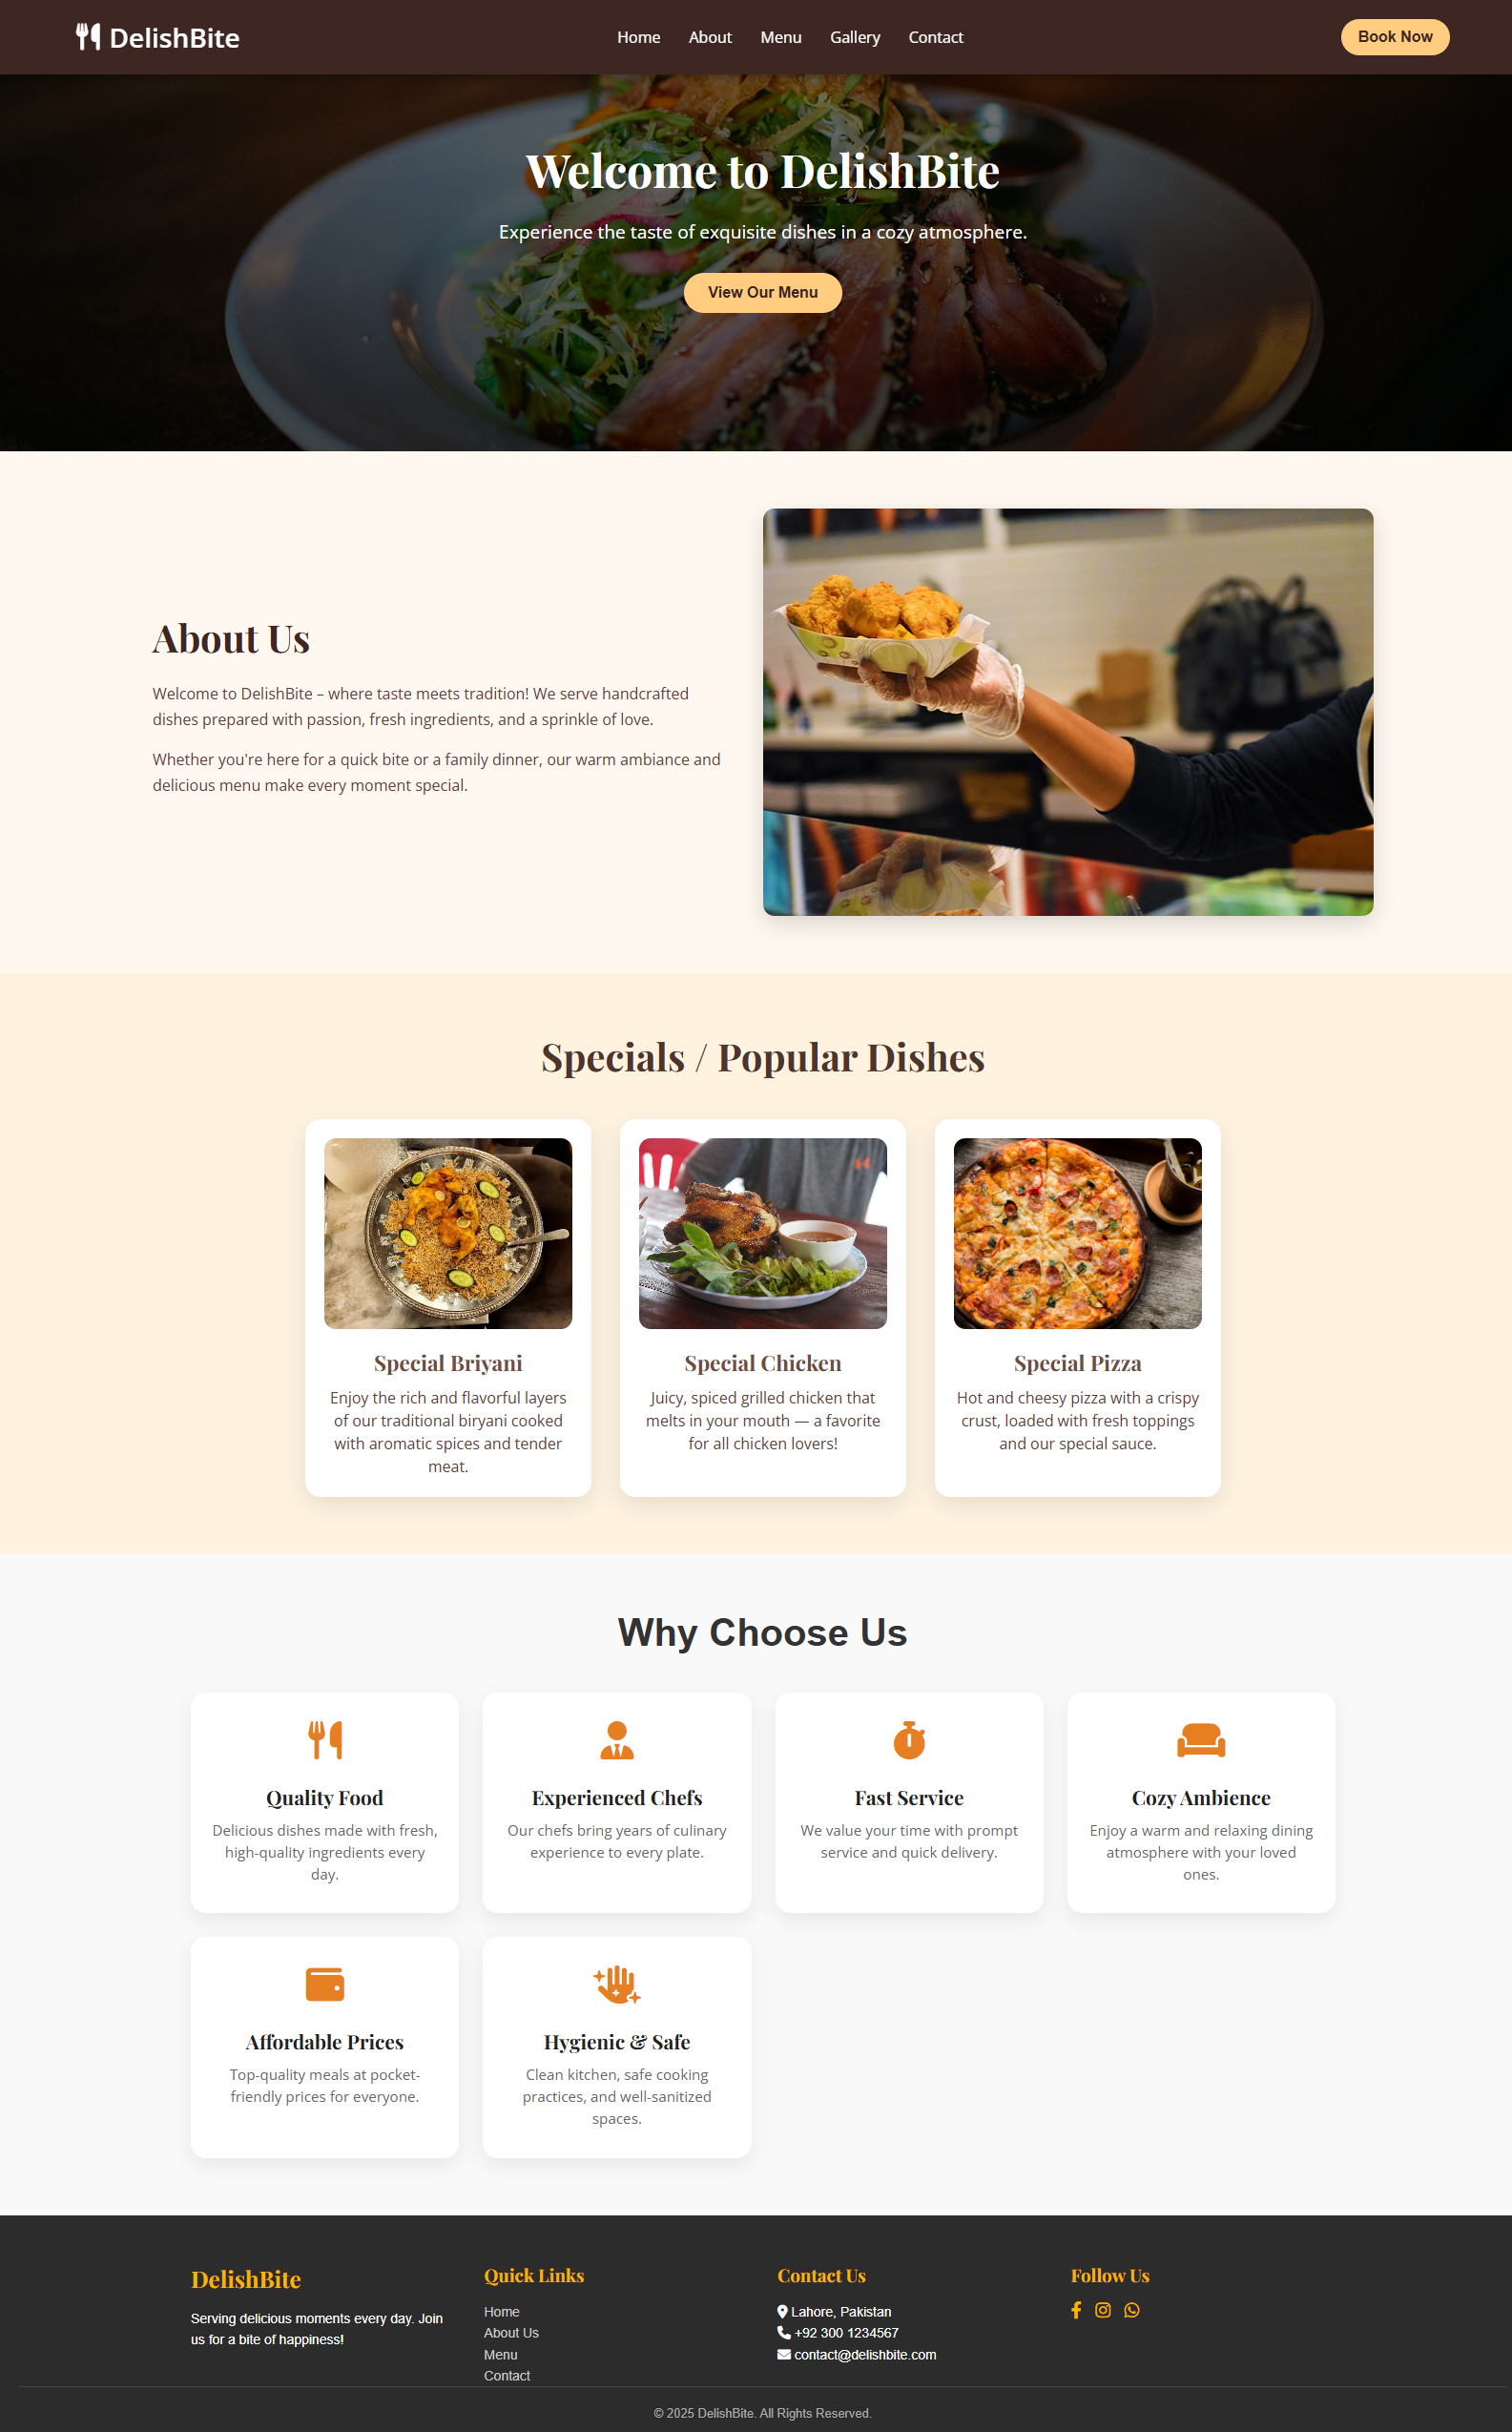 DelishBite
Home
About
Menu
Gallery
Contact
Book Now
Welcome to DelishBite
Experience the taste of exquisite dishes in a cozy atmosphere.
View Our Menu
About Us
Welcome to DelishBite – where taste meets tradition! We serve handcrafted
dishes prepared with passion, fresh ingredients, and a sprinkle of love.
Whether you're here for a quick bite or a family dinner, our warm ambiance and
delicious menu make every moment special.
Specials / Popular Dishes
Special Briyani
Enjoy the rich and flavorful layers
of our traditional biryani cooked
with aromatic spices and tender
meat.
Special Chicken
Juicy, spiced grilled chicken that
melts in your mouth — a favorite
for all chicken lovers!
Special Pizza
Hot and cheesy pizza with a crispy
crust, loaded with fresh toppings
and our special sauce.
Why Choose Us
Quality Food
Delicious dishes made with fresh,
high-quality ingredients every
day.
Experienced Chefs
Our chefs bring years of culinary
experience to every plate.
Fast Service
We value your time with prompt
service and quick delivery.
Cozy Ambience
Enjoy a warm and relaxing dining
atmosphere with your loved
ones.
Affordable Prices
Top-quality meals at pocket-
friendly prices for everyone.
Hygienic & Safe
Clean kitchen, safe cooking
practices, and well-sanitized
spaces.
DelishBite
Serving delicious moments every day. Join
us for a bite of happiness!
Quick Links
Home
About Us
Menu
Contact
Contact Us
Lahore, Pakistan
+92 300 1234567
contact@delishbite.com
Follow Us
© 2025 DelishBite. All Rights Reserved.